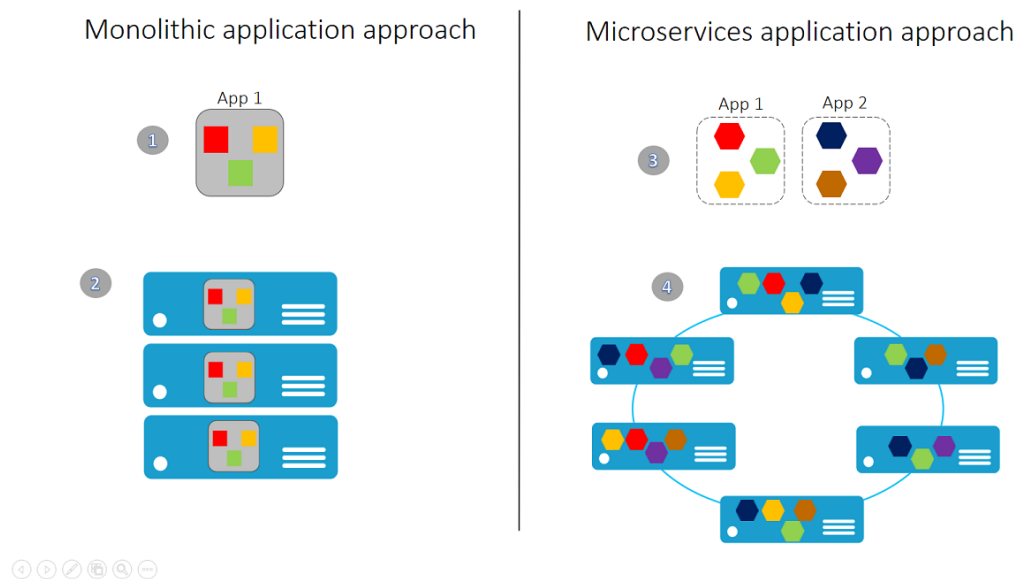 Monolithic application approach
App 1
1
2
Microservices application approach
App 1
App 2
3
4